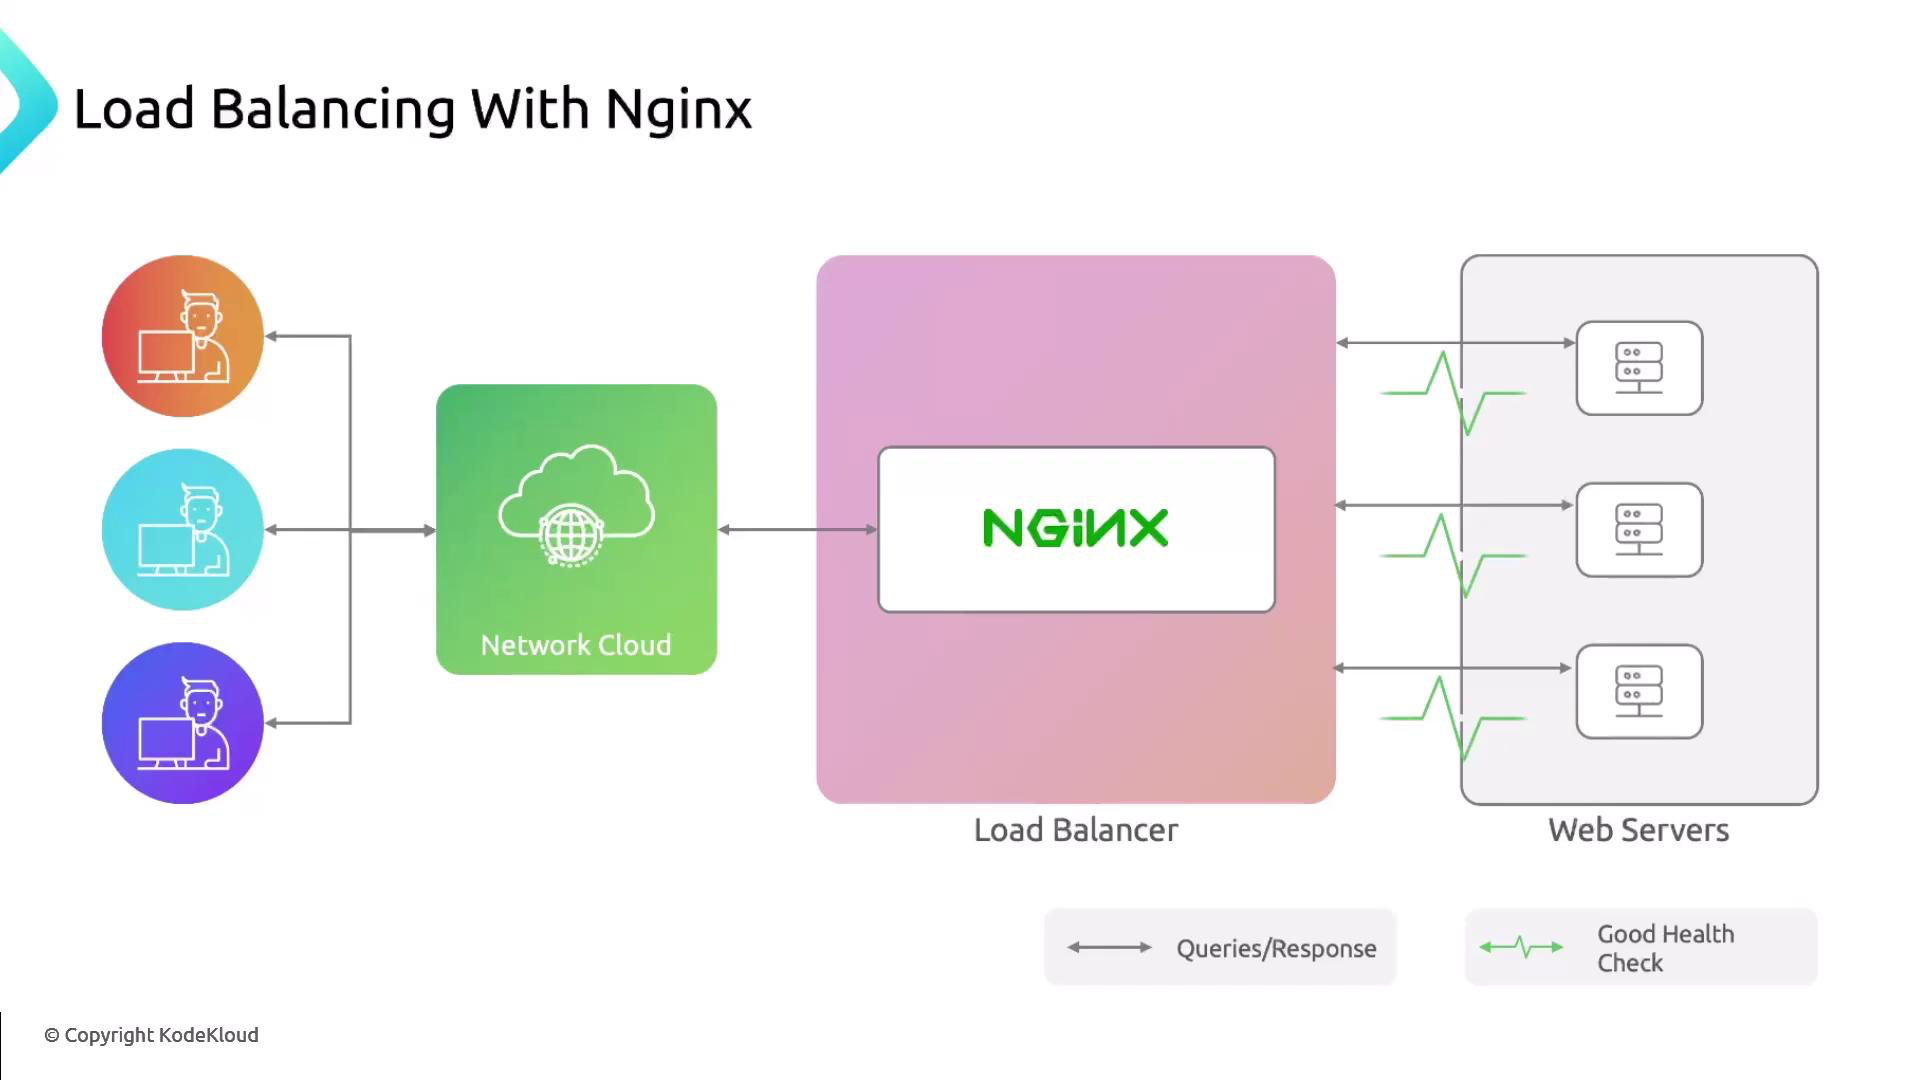 Load Balancing With Nginx
Network Cloud
NGINX
Load Balancer
Web Servers
Queries/Response
Good Health
Check
© Copyright KodeKloud